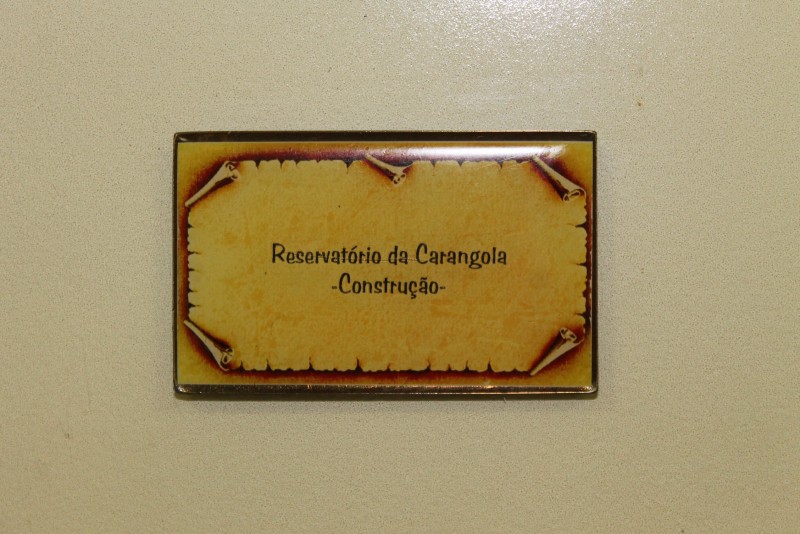 Reservatório da Carangola
-Construção-